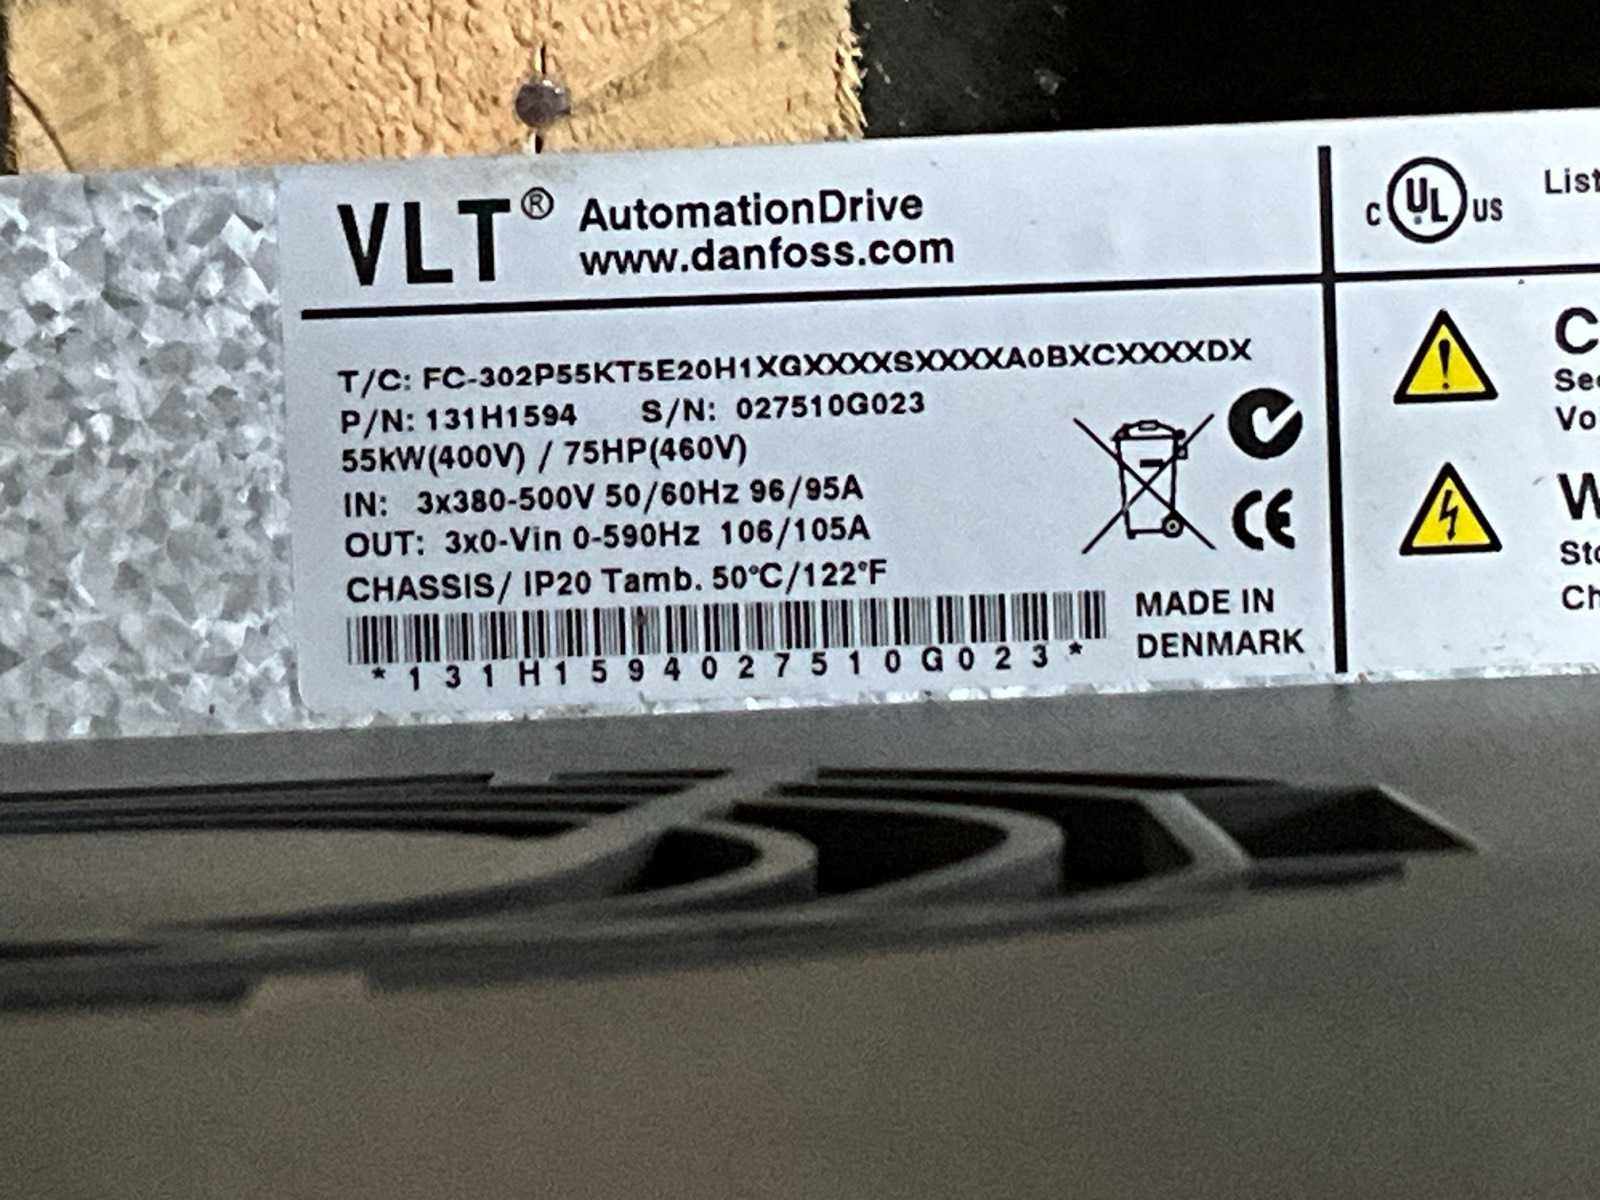 VLT® AutomationDrive
www.danfoss.com
T/C: FC-302P55KT5E20H1XGXXXXSXXXXA0BXCXXXXDX
P/N: 131H1594 S/N: 027510G023
55kW(400V) / 75HP(460V)
IN: 3x380-500V 50/60Hz 96/95A
OUT: 3x0-Vin 0-590Hz 106/105A
CHASSIS/ IP20 Tamb. 50°C/122°F
*131H1594027510G023*
MADE IN
DENMARK
CE
C UL US